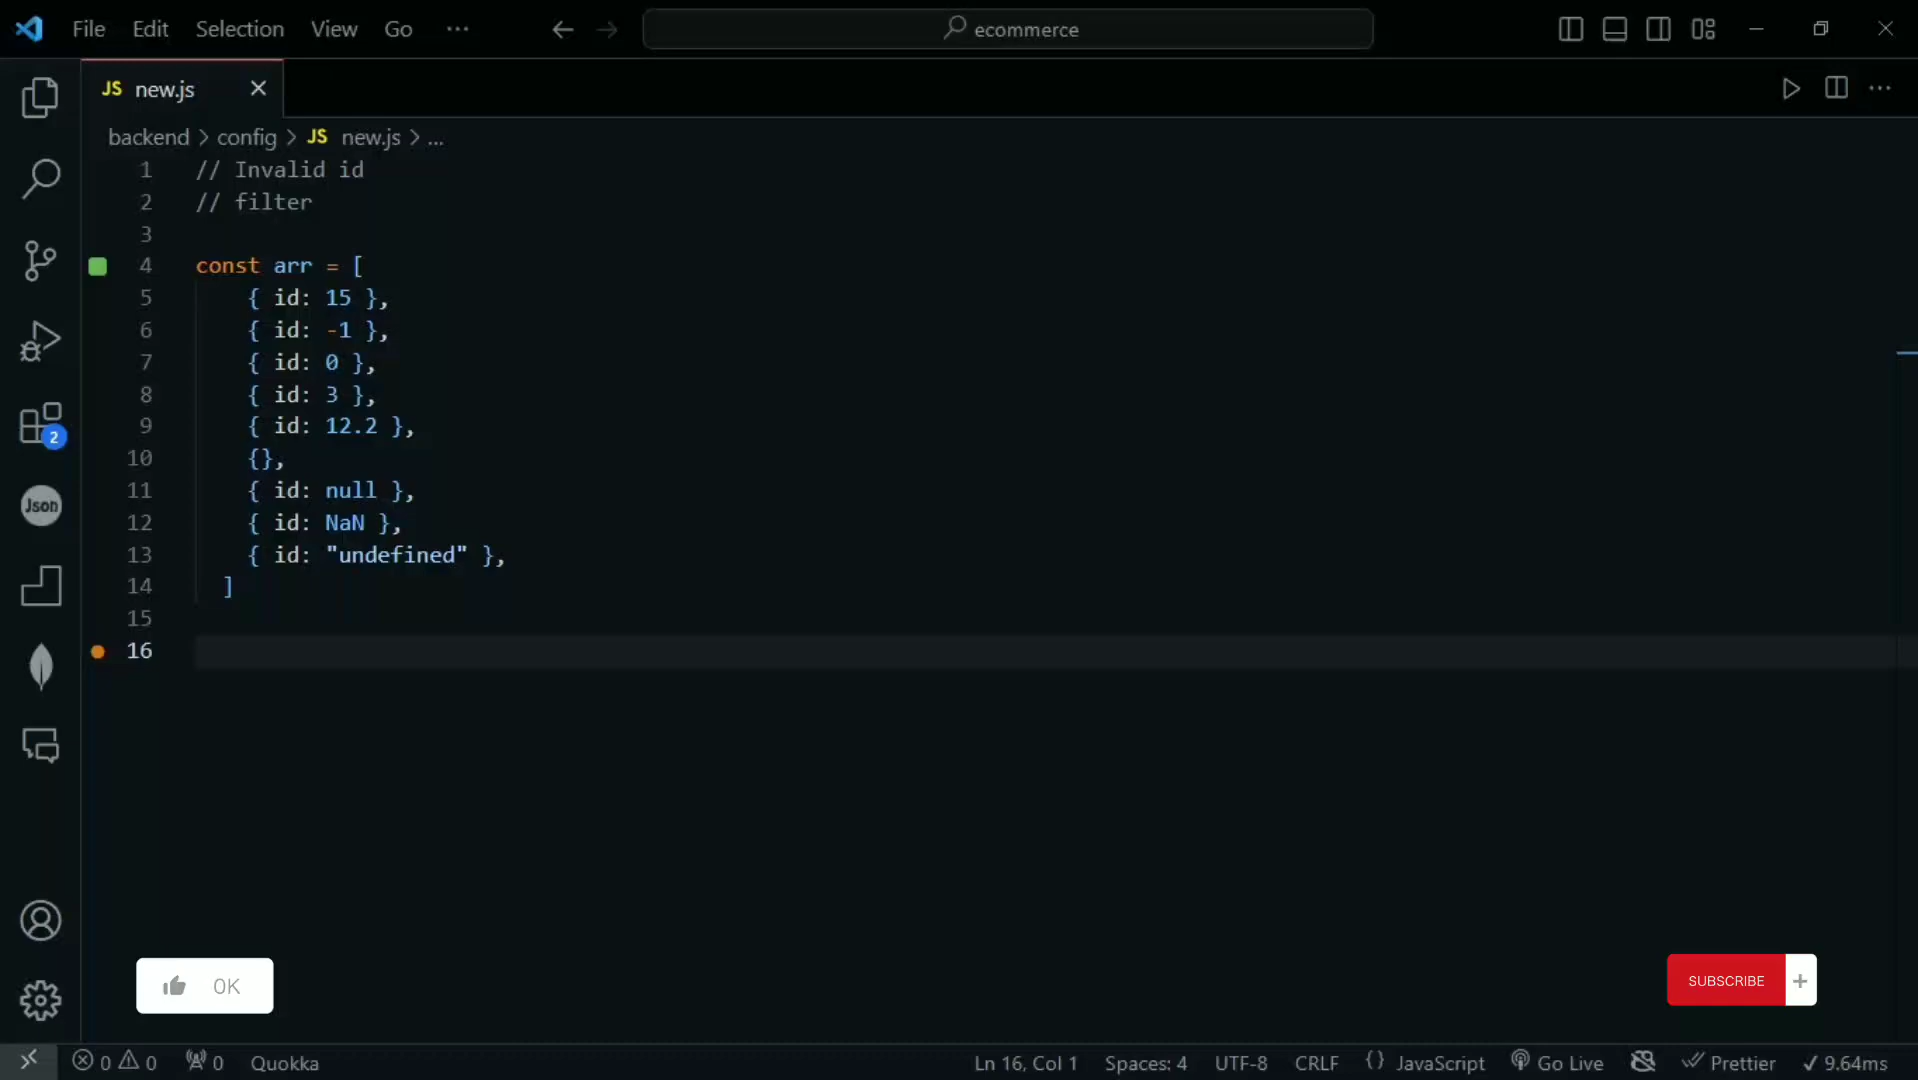 File Edit Selection View Go ... ecommerce
JS new.js
backend > config > JS new.js > ...
1 // Invalid id
2 // filter
3
4 const arr = [
5 { id: 15 },
6 { id: -1 },
7 { id: 0 },
8 { id: 3 },
9 { id: 12.2 },
10 {},
11 { id: null },
12 { id: NaN },
13 { id: "undefined" },
14 ]
15
16
2
Json
0K
SUBSCRIBE +
0 0 0 Quokka Ln 16, Col 1 Spaces: 4 UTF-8 CRLF {} JavaScript Go Live Prettier ✓ 9.64ms